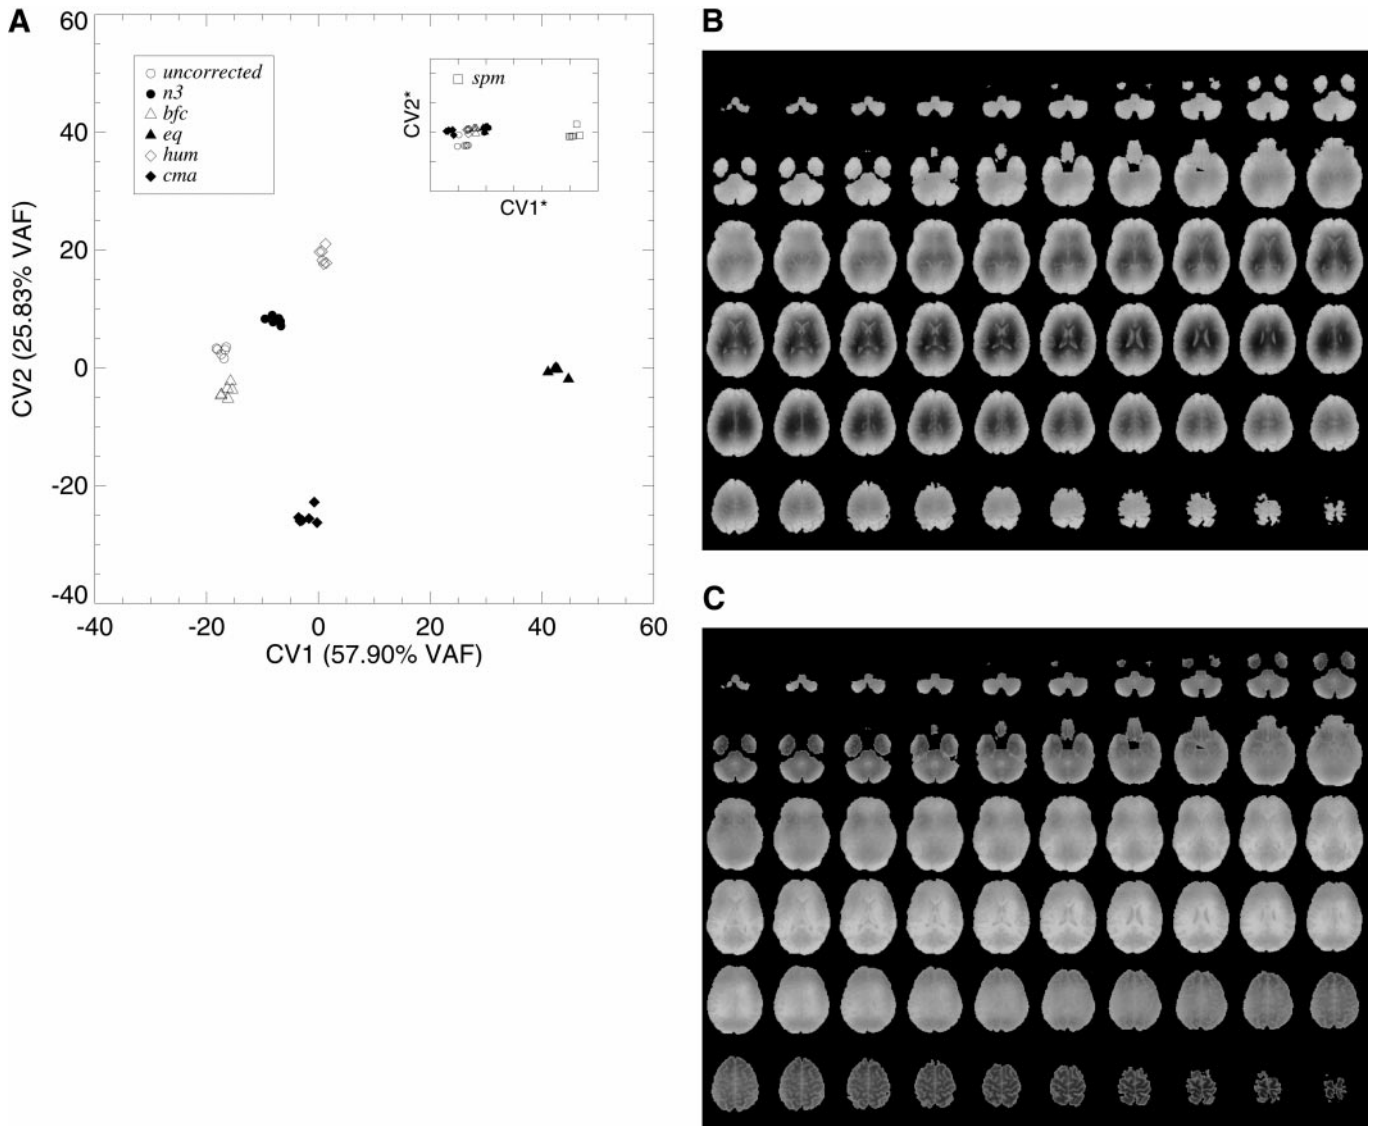 A
60
40
20
0
-20
-40
CV2 (25.83% VAF)
uncorrected
n3
bfc
eq
hum
cma
spm
CV2*
CV1*
-40 -20 0 20 40 60
CV1 (57.90% VAF)
B
C